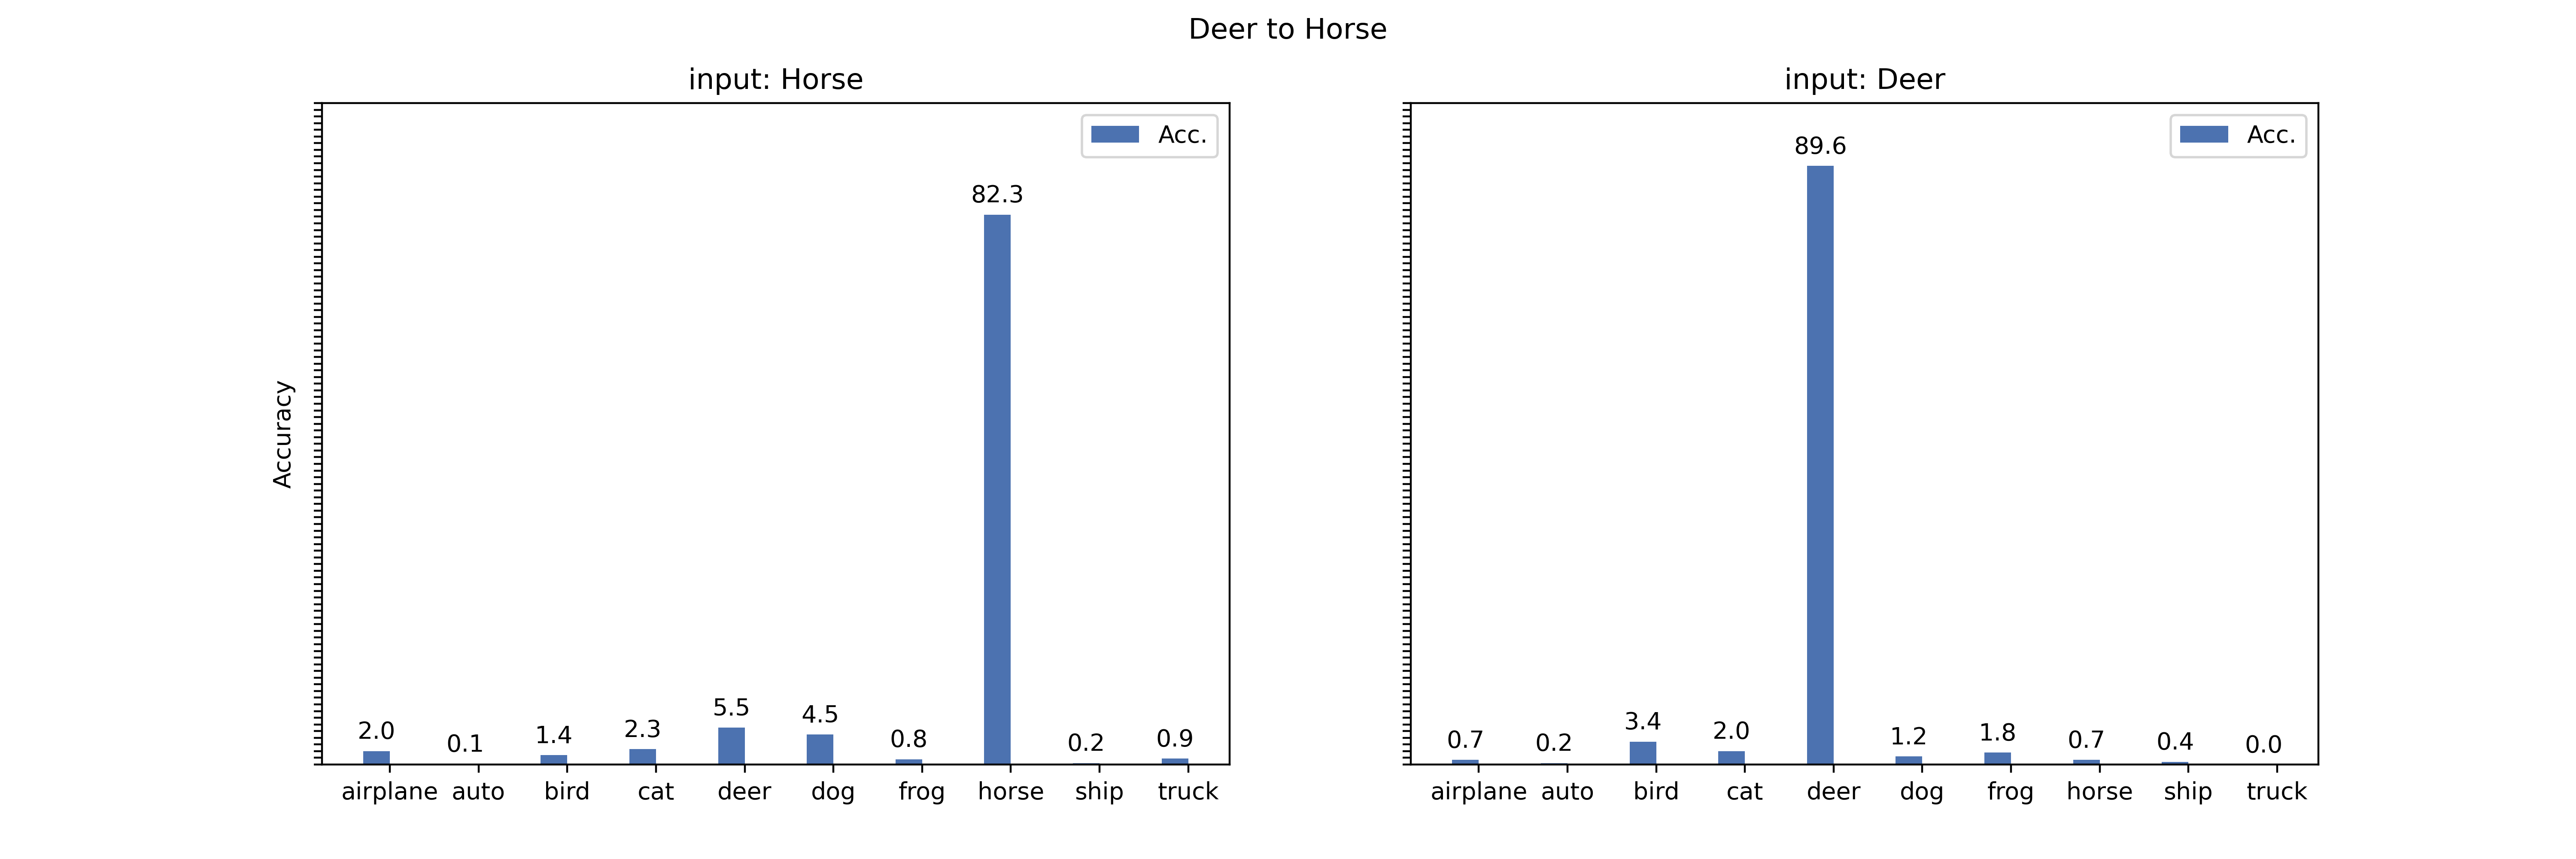 Deer to Horse
input: Horse
Acc.
82.3
2.0
0.1
1.4
2.3
5.5
4.5
0.8
0.2
0.9
Accuracy
airplane auto bird cat deer dog frog horse ship truck
input: Deer
Acc.
89.6
0.7
0.2
3.4
2.0
1.2
1.8
0.7
0.4
0.0
airplane auto bird cat deer dog frog horse ship truck